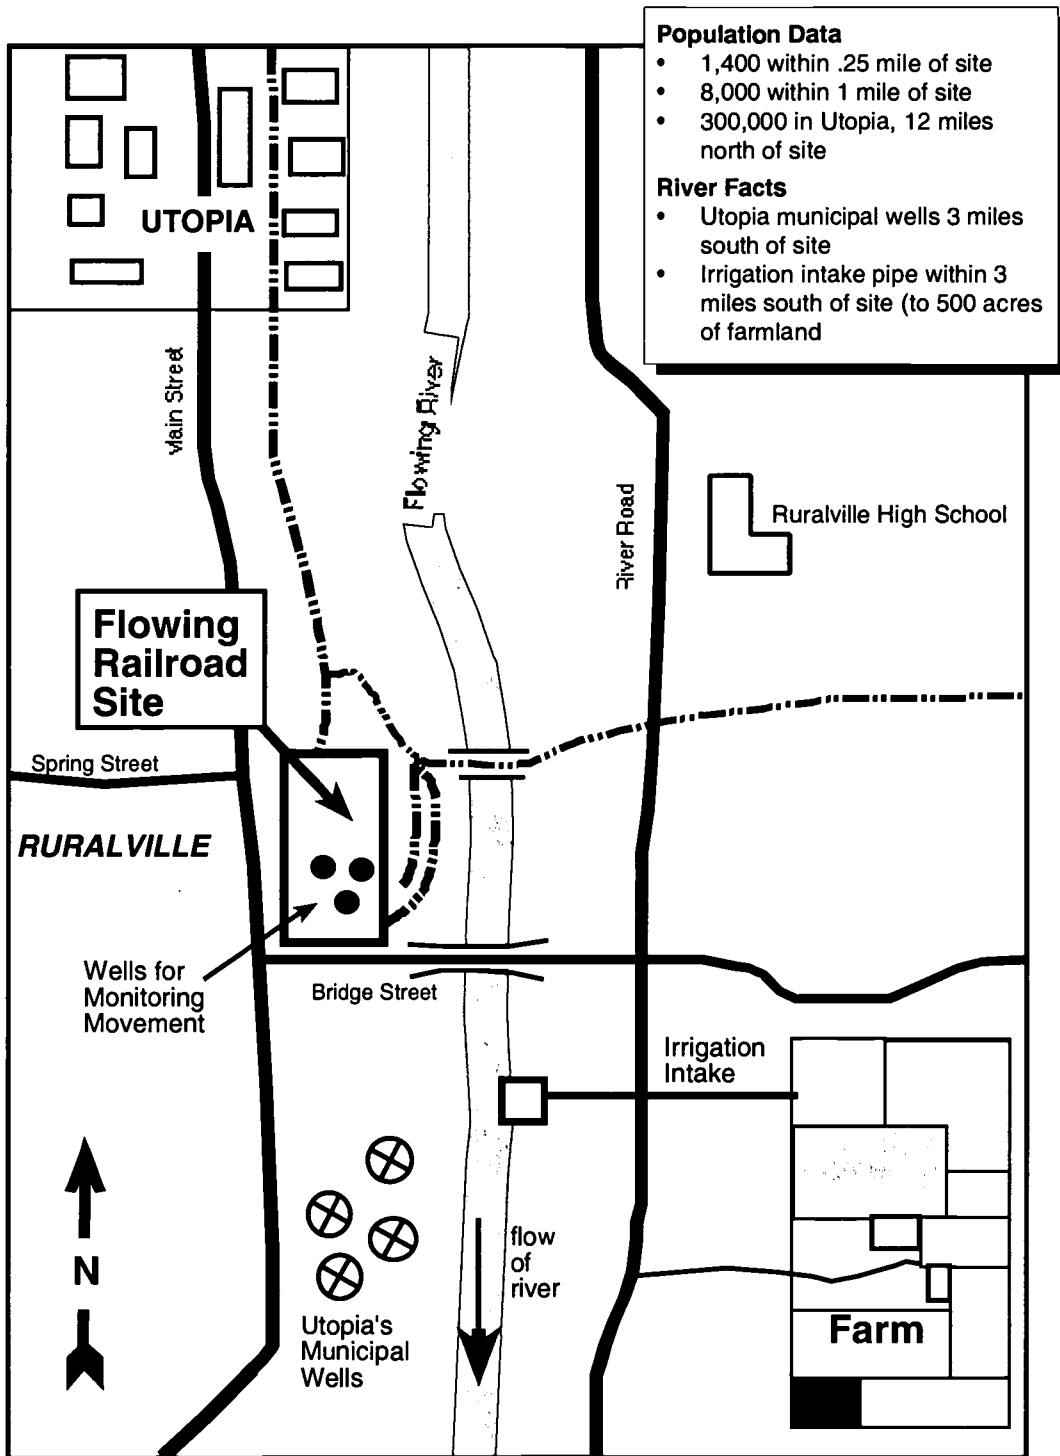 Population Data
• 1,400 within .25 mile of site
• 8,000 within 1 mile of site
• 300,000 in Utopia, 12 miles
north of site
River Facts
• Utopia municipal wells 3 miles
south of site
• Irrigation intake pipe within 3
miles south of site (to 500 acres
of farmland
UTOPIA
Main Street
Flowing River
River Road
Ruralville High School
Flowing
Railroad
Site
Spring Street
RURALVILLE
Wells for
Monitoring
Movement
Bridge Street
Irrigation
Intake
N
flow
of
river
Utopia's
Municipal
Wells
Farm